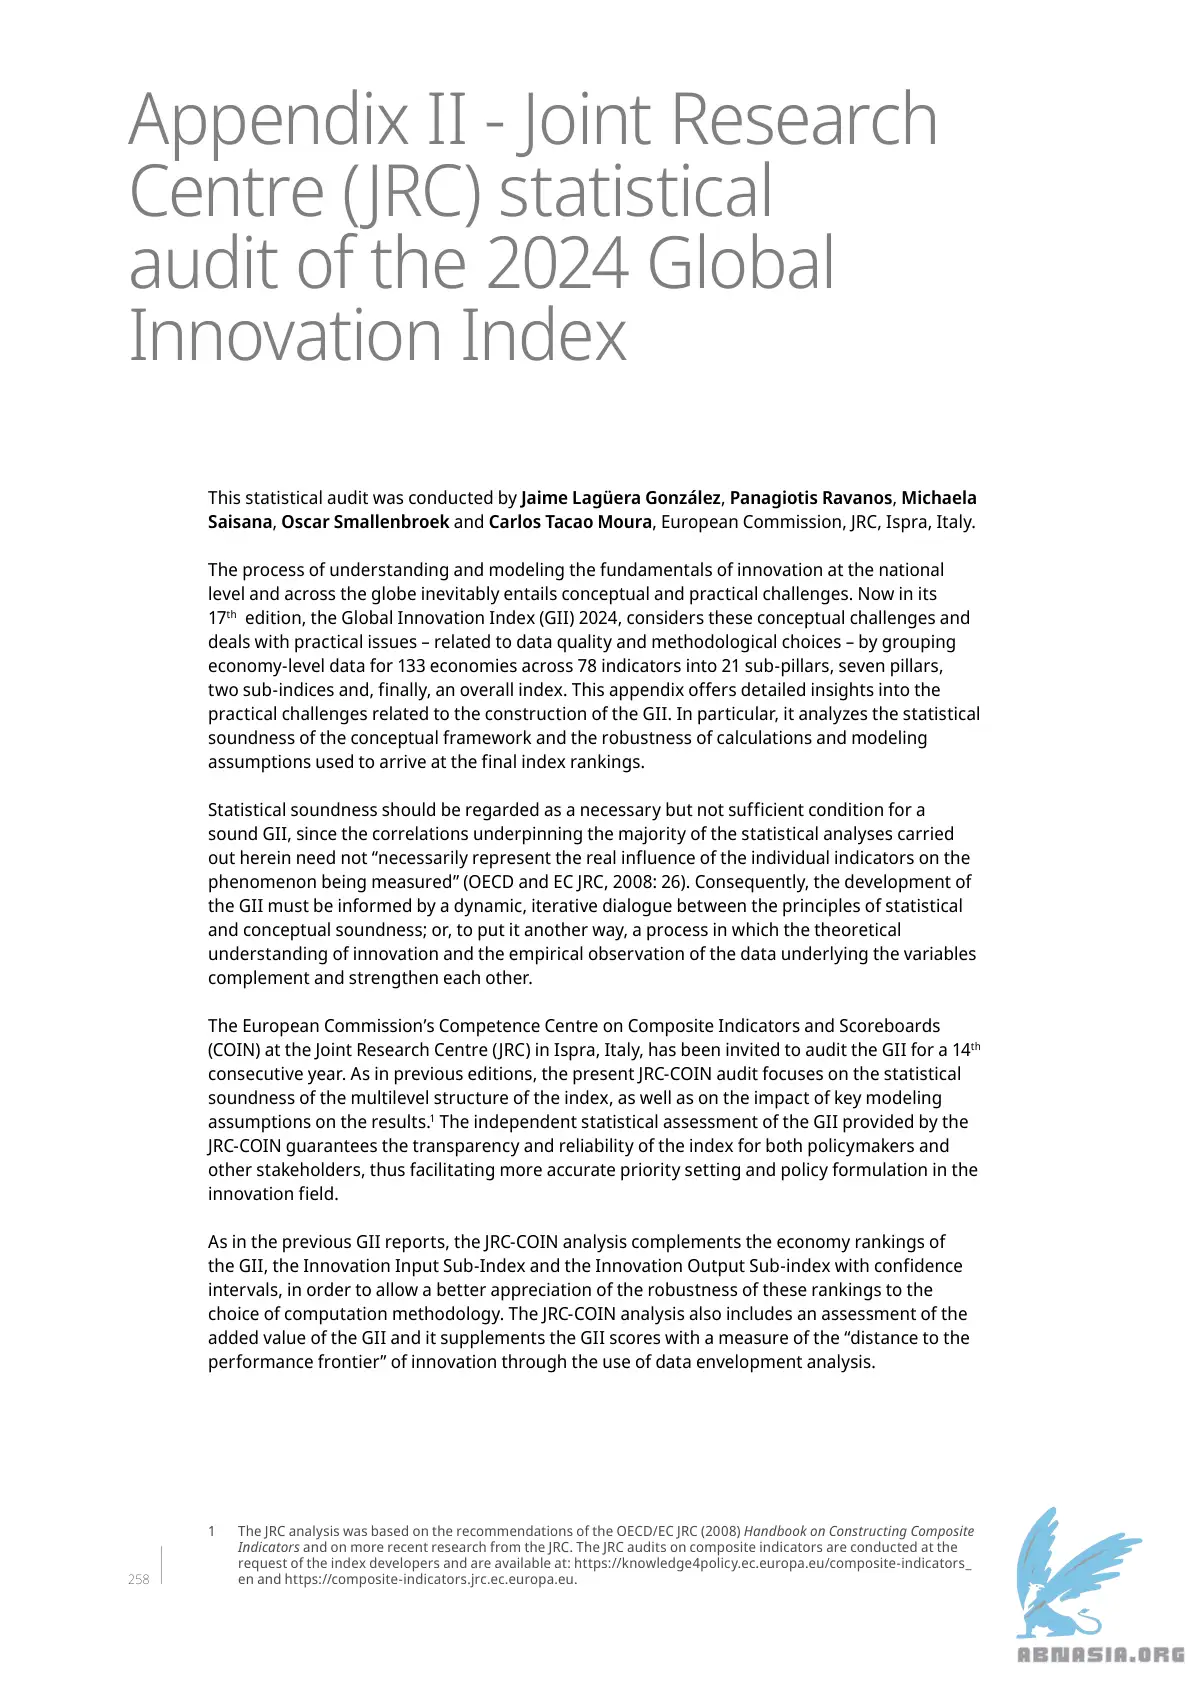 Appendix II - Joint Research
Centre (JRC) statistical
audit of the 2024 Global
Innovation Index
This statistical audit was conducted by Jaime Lagüera González, Panagiotis Ravanos, Michaela
Saisana, Oscar Smallenbroek and Carlos Tacao Moura, European Commission, JRC, Ispra, Italy.
The process of understanding and modeling the fundamentals of innovation at the national
level and across the globe inevitably entails conceptual and practical challenges. Now in its
17th edition, the Global Innovation Index (GII) 2024, considers these conceptual challenges and
deals with practical issues – related to data quality and methodological choices – by grouping
economy-level data for 133 economies across 78 indicators into 21 sub-pillars, seven pillars,
two sub-indices and, finally, an overall index. This appendix offers detailed insights into the
practical challenges related to the construction of the GII. In particular, it analyzes the statistical
soundness of the conceptual framework and the robustness of calculations and modeling
assumptions used to arrive at the final index rankings.
Statistical soundness should be regarded as a necessary but not sufficient condition for a
sound GII, since the correlations underpinning the majority of the statistical analyses carried
out herein need not “necessarily represent the real influence of the individual indicators on the
phenomenon being measured” (OECD and EC JRC, 2008: 26). Consequently, the development of
the GII must be informed by a dynamic, iterative dialogue between the principles of statistical
and conceptual soundness; or, to put it another way, a process in which the theoretical
understanding of innovation and the empirical observation of the data underlying the variables
complement and strengthen each other.
The European Commission’s Competence Centre on Composite Indicators and Scoreboards
(COIN) at the Joint Research Centre (JRC) in Ispra, Italy, has been invited to audit the GII for a 14th
consecutive year. As in previous editions, the present JRC-COIN audit focuses on the statistical
soundness of the multilevel structure of the index, as well as on the impact of key modeling
assumptions on the results.1 The independent statistical assessment of the GII provided by the
JRC-COIN guarantees the transparency and reliability of the index for both policymakers and
other stakeholders, thus facilitating more accurate priority setting and policy formulation in the
innovation field.
As in the previous GII reports, the JRC-COIN analysis complements the economy rankings of
the GII, the Innovation Input Sub-Index and the Innovation Output Sub-index with confidence
intervals, in order to allow a better appreciation of the robustness of these rankings to the
choice of computation methodology. The JRC-COIN analysis also includes an assessment of the
added value of the GII and it supplements the GII scores with a measure of the “distance to the
performance frontier” of innovation through the use of data envelopment analysis.
1 The JRC analysis was based on the recommendations of the OECD/EC JRC (2008) Handbook on Constructing Composite
Indicators and on more recent research from the JRC. The JRC audits on composite indicators are conducted at the
request of the index developers and are available at: https://knowledge4policy.ec.europa.eu/composite-indicators_
en and https://composite-indicators.jrc.ec.europa.eu.
258
ABNASIA.ORG